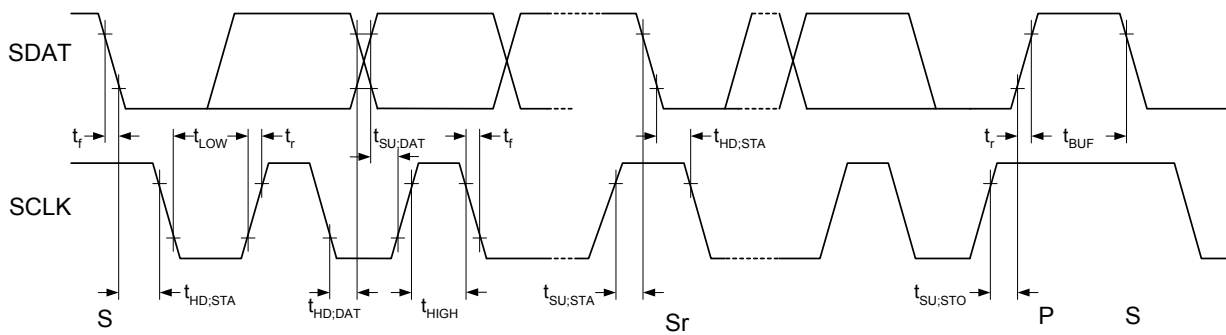 SDAT
t_f t_LOW t_r t_SU;DAT t_f t_HD;STA t_r t_BUF
SCLK
t_HD;STA t_HD;DAT t_HIGH t_SU;STA t_SU;STO
S Sr P S